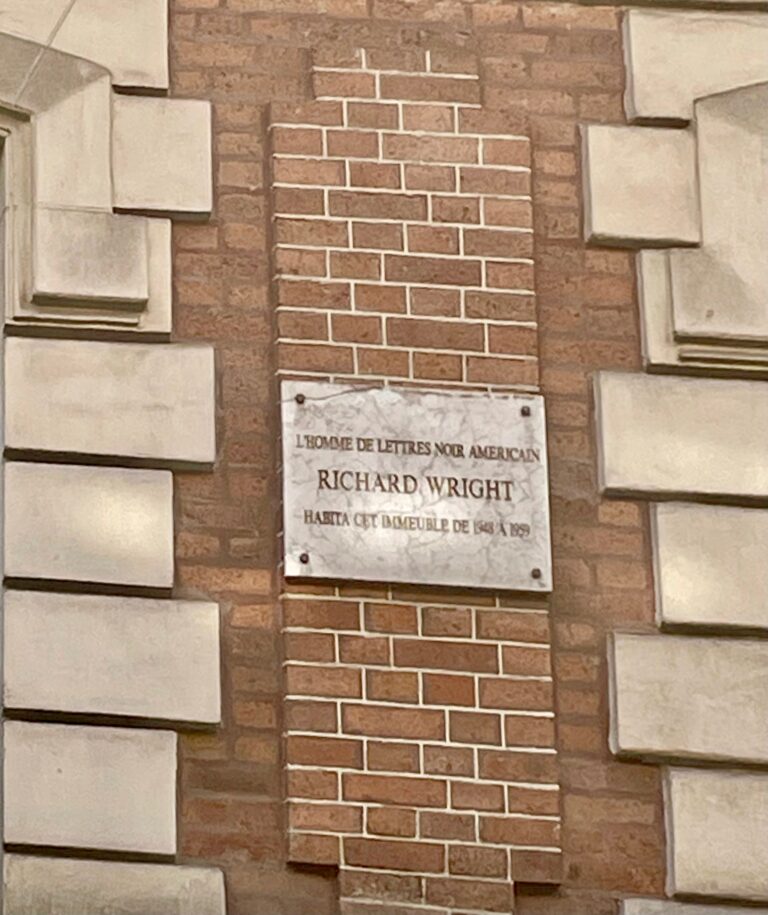 L'HOMME DE LETTRES NOIR AMERICAIN
RICHARD WRIGHT
HABITA CET IMMEUBLE DE 1948 A 1959